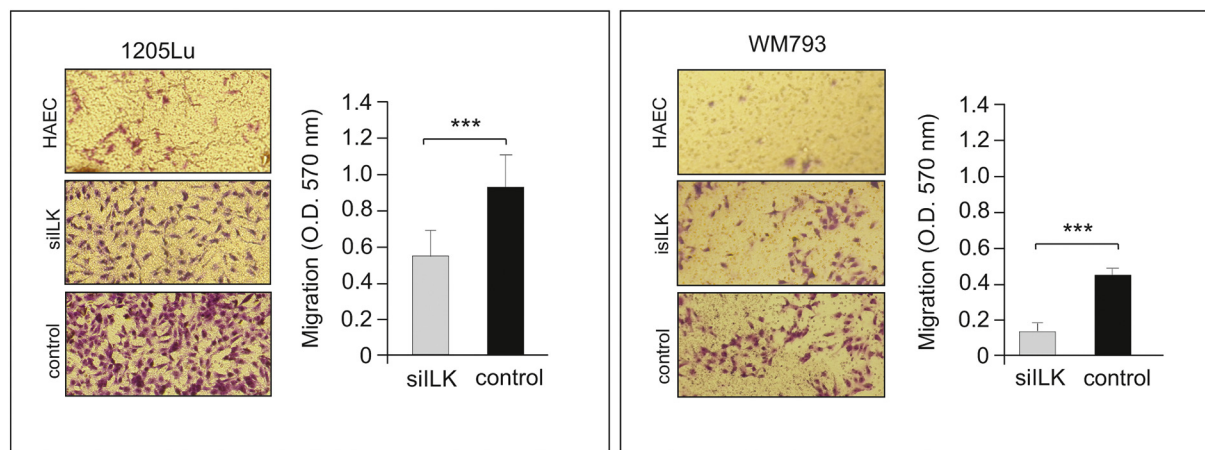 1205Lu
HAEC
siILK
control
Migration (O.D. 570 nm)
1.4
1.2
1.0
0.8
0.6
0.4
0.2
0
***
siILK
control
WM793
HAEC
isILK
control
Migration (O.D. 570 nm)
1.4
1.2
1.0
0.8
0.6
0.4
0.2
0
***
siILK
control